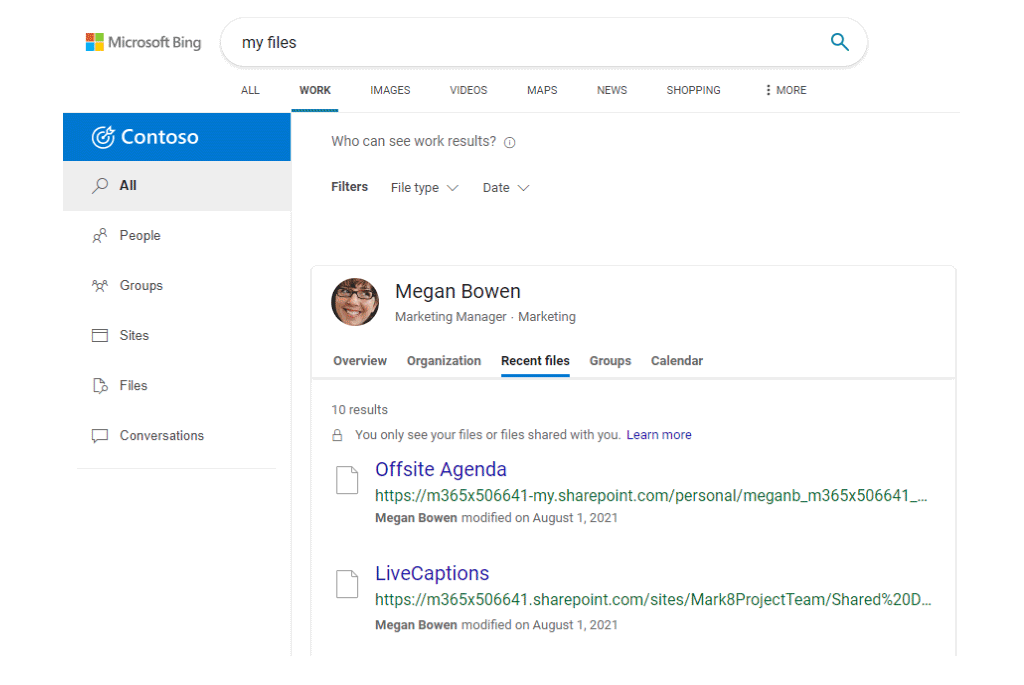 Microsoft Bing
my files
ALL WORK IMAGES VIDEOS MAPS NEWS SHOPPING MORE
Contoso
All
People
Groups
Sites
Files
Conversations
Who can see work results?
Filters File type Date
Megan Bowen
Marketing Manager · Marketing
Overview Organization Recent files Groups Calendar
10 results
You only see your files or files shared with you. Learn more
Offsite Agenda
https://m365x506641-my.sharepoint.com/personal/meganb_m365x506641_...
Megan Bowen modified on August 1, 2021
LiveCaptions
https://m365x506641.sharepoint.com/sites/Mark8ProjectTeam/Shared%20D...
Megan Bowen modified on August 1, 2021